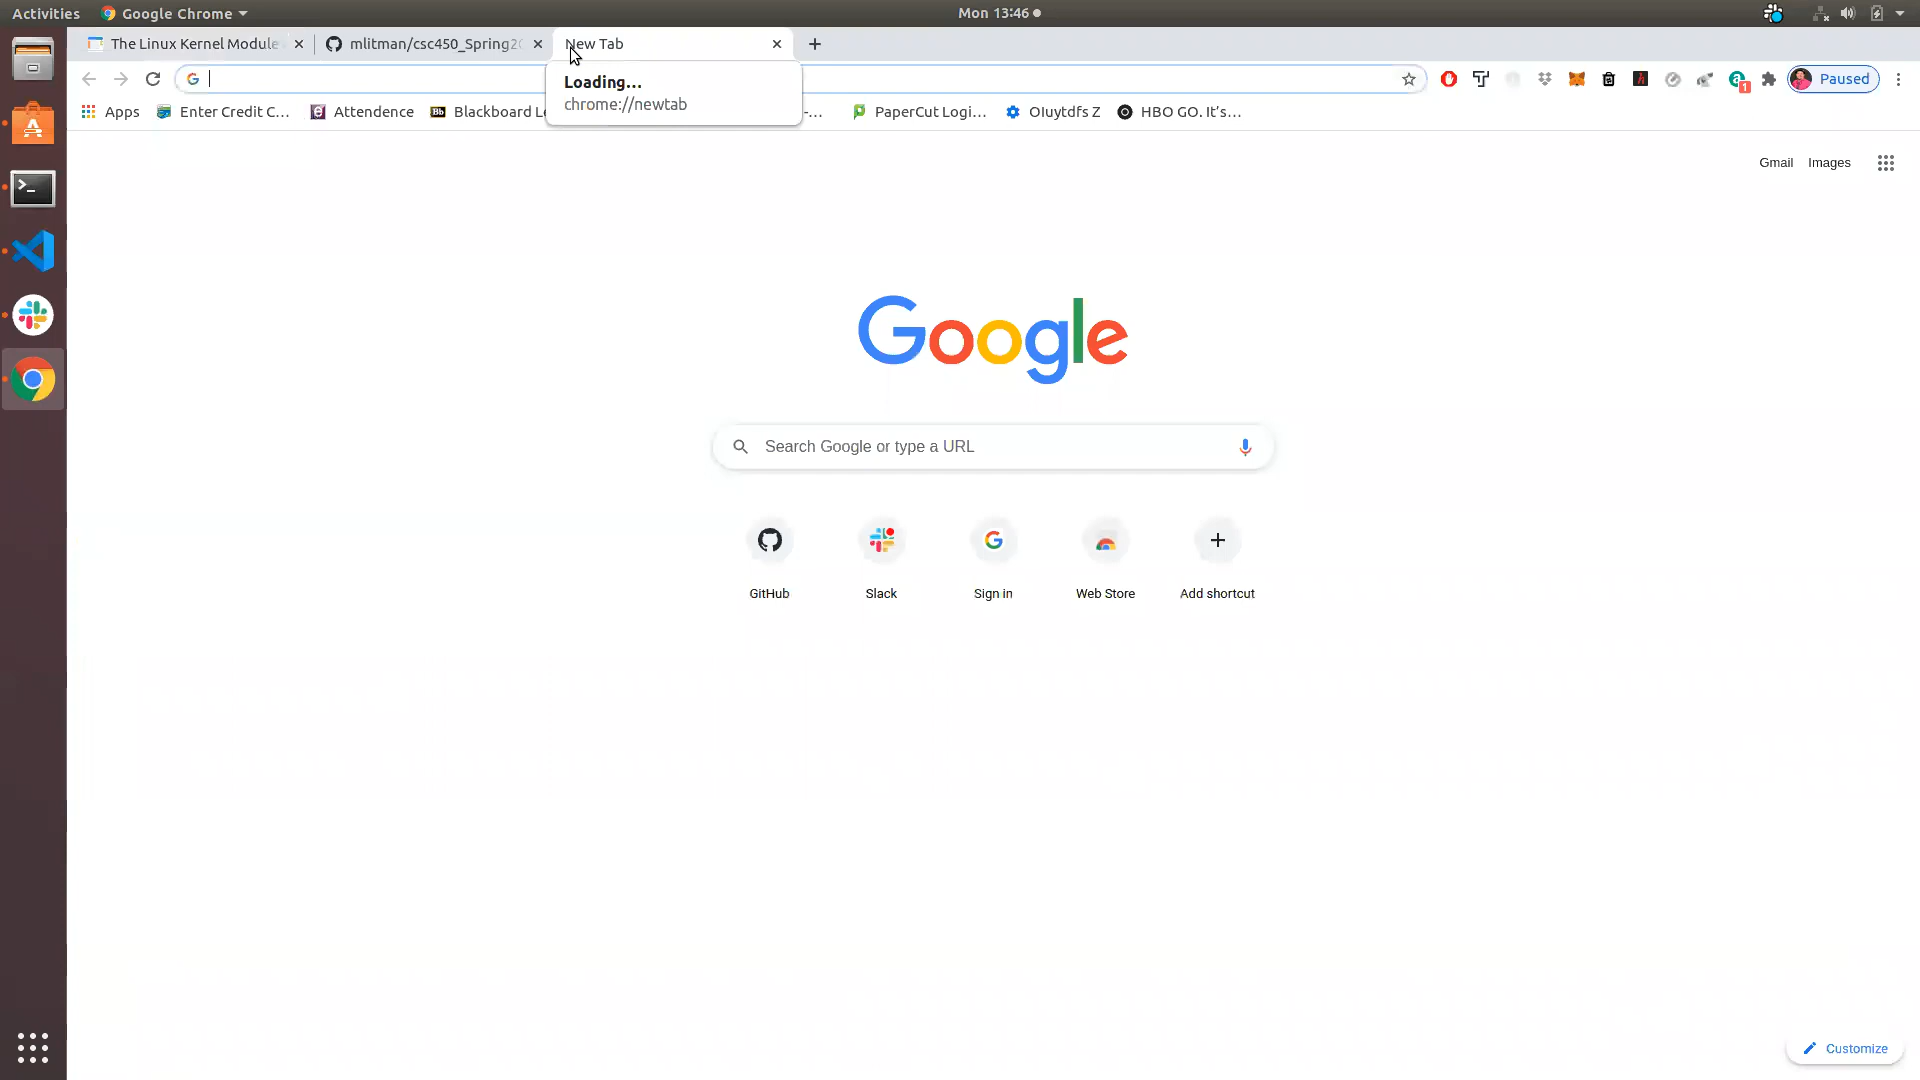 Activities Google Chrome Mon 13:46
The Linux Kernel Module mlitman/csc450_Spring2 New Tab
Paused
Loading...
chrome://newtab
Apps Enter Credit C... Attendence Blackboard L ... PaperCut Logi... OIuytdfs Z HBO GO. It's...
Gmail Images
Google
Search Google or type a URL
GitHub Slack Sign in Web Store Add shortcut
Customize